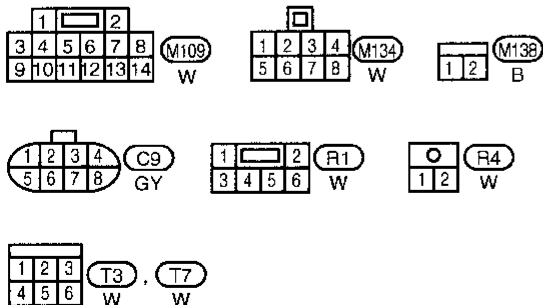 1 2
3 4 5 6 7 8 M109
9 10 11 12 13 14 W
1 2 3 4 M134
5 6 7 8 W
M138
1 2 B
1 2 3 4 C9
5 6 7 8 GY
1 2 R1
3 4 5 6 W
R4
1 2 W
1 2 3 T3 , T7
4 5 6 W W